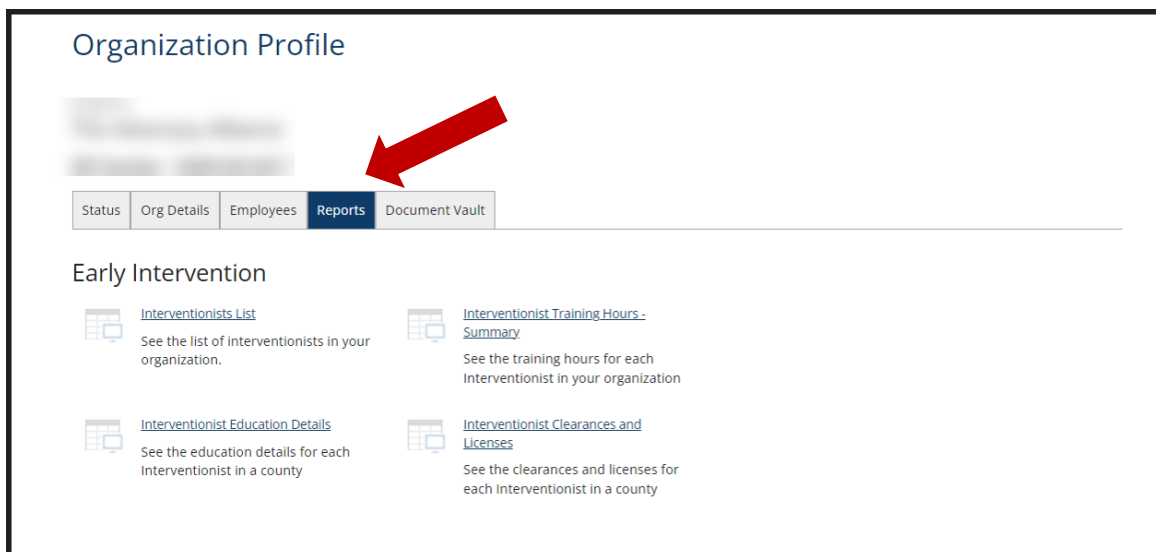 Organization Profile
Status Org Details Employees Reports Document Vault
Early Intervention
Interventionists List
See the list of interventionists in your
organization.
Interventionist Training Hours -
Summary
See the training hours for each
Interventionist in your organization
Interventionist Education Details
See the education details for each
Interventionist in a county
Interventionist Clearances and
Licenses
See the clearances and licenses for
each Interventionist in a county